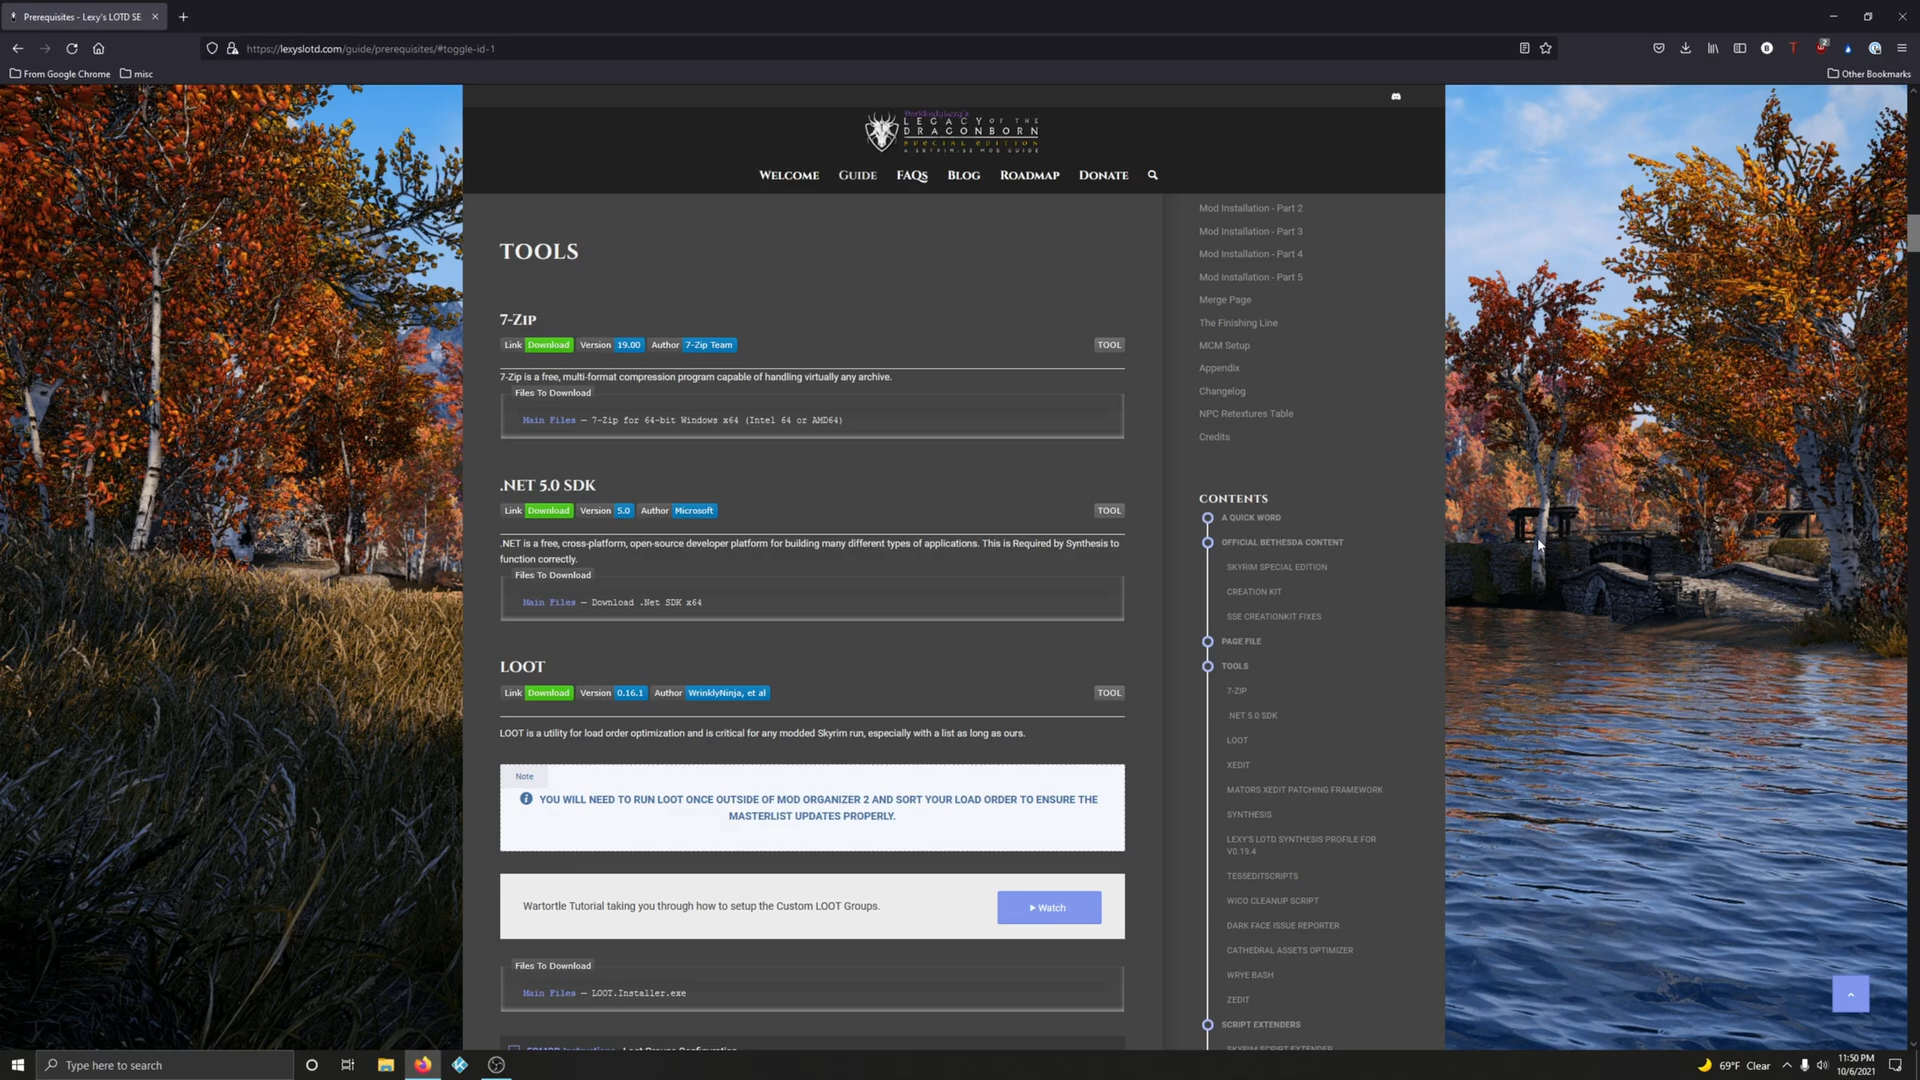 Prerequisites - Lexy's LOTD SE
https://lexyslotd.com/guide/prerequisites/#toggle-id-1
From Google Chrome
misc
Other Bookmarks
LEGACY OF THE
DRAGONBORN
SPECIAL EDITION
A SKYRIM-SE MOD GUIDE
WELCOME
GUIDE
FAQS
BLOG
ROADMAP
DONATE
TOOLS
7-ZIP
Link Download Version 19.00 Author 7-Zip Team
TOOL
7-Zip is a free, multi-format compression program capable of handling virtually any archive.
Files To Download
Main Files – 7-Zip for 64-bit Windows x64 (Intel 64 or AMD64)
.NET 5.0 SDK
Link Download Version 5.0 Author Microsoft
TOOL
.NET is a free, cross-platform, open-source developer platform for building many different types of applications. This is Required by Synthesis to
function correctly.
Files To Download
Main Files – Download .Net SDK x64
LOOT
Link Download Version 0.16.1 Author WrinklyNinja, et al
TOOL
LOOT is a utility for load order optimization and is critical for any modded Skyrim run, especially with a list as long as ours.
Note
YOU WILL NEED TO RUN LOOT ONCE OUTSIDE OF MOD ORGANIZER 2 AND SORT YOUR LOAD ORDER TO ENSURE THE
MASTERLIST UPDATES PROPERLY.
Wartortle Tutorial taking you through how to setup the Custom LOOT Groups.
Watch
Files To Download
Main Files – LOOT.Installer.exe
Mod Installation - Part 2
Mod Installation - Part 3
Mod Installation - Part 4
Mod Installation - Part 5
Merge Page
The Finishing Line
MCM Setup
Appendix
Changelog
NPC Retextures Table
Credits
CONTENTS
A QUICK WORD
OFFICIAL BETHESDA CONTENT
SKYRIM SPECIAL EDITION
CREATION KIT
SSE CREATIONKIT FIXES
PAGE FILE
TOOLS
7-ZIP
.NET 5.0 SDK
LOOT
XEDIT
MATORS XEDIT PATCHING FRAMEWORK
SYNTHESIS
LEXY'S LOTD SYNTHESIS PROFILE FOR
V0.19.4
TES5EDITSCRIPTS
WICO CLEANUP SCRIPT
DARK FACE ISSUE REPORTER
CATHEDRAL ASSETS OPTIMIZER
WRYE BASH
ZEDIT
SCRIPT EXTENDERS
SKYRIM SCRIPT EXTENDER
Type here to search
69°F Clear
11:50 PM
10/6/2021